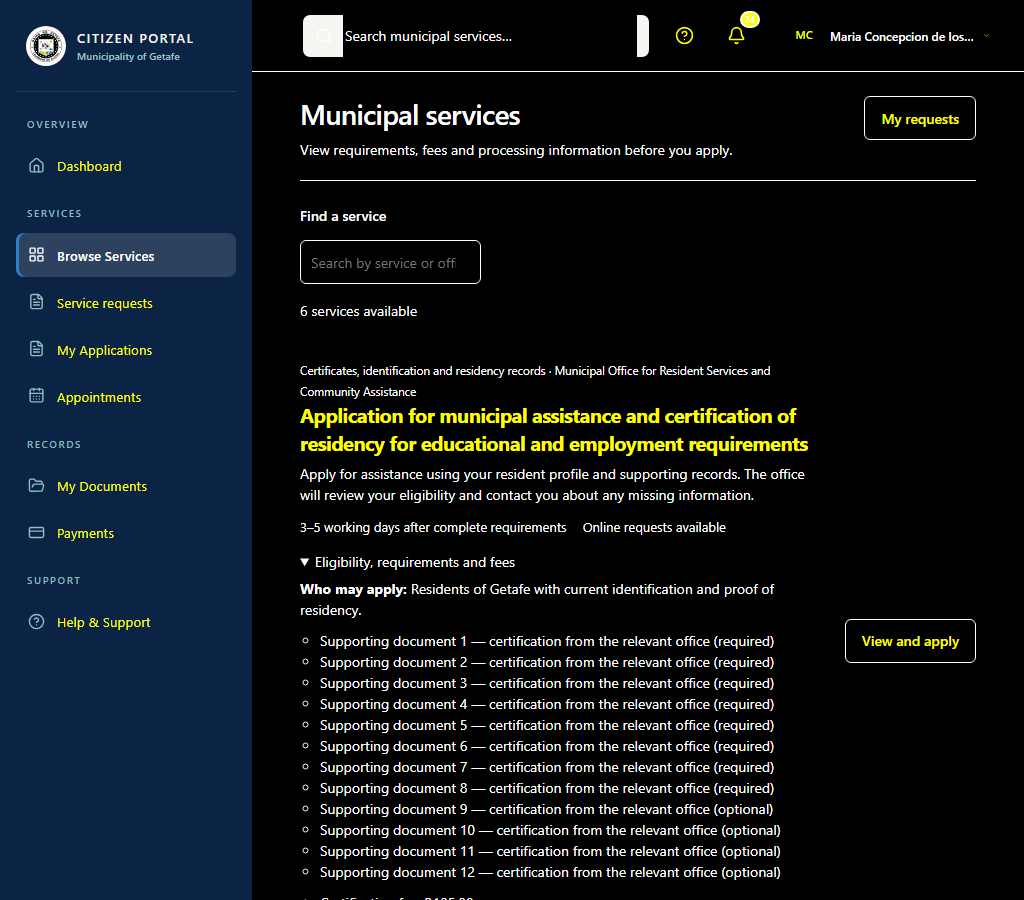 CITIZEN PORTAL
Municipality of Getafe
OVERVIEW
Dashboard
SERVICES
Browse Services
Service requests
My Applications
Appointments
RECORDS
My Documents
Payments
SUPPORT
Help & Support
Search municipal services...
24
MC
Maria Concepcion de los...
Municipal services
View requirements, fees and processing information before you apply.
My requests
Find a service
Search by service or offi
6 services available
Certificates, identification and residency records · Municipal Office for Resident Services and
Community Assistance
Application for municipal assistance and certification of
residency for educational and employment requirements
Apply for assistance using your resident profile and supporting records. The office
will review your eligibility and contact you about any missing information.
3–5 working days after complete requirements Online requests available
Eligibility, requirements and fees
Who may apply: Residents of Getafe with current identification and proof of
residency.
Supporting document 1 — certification from the relevant office (required)
Supporting document 2 — certification from the relevant office (required)
Supporting document 3 — certification from the relevant office (required)
Supporting document 4 — certification from the relevant office (required)
Supporting document 5 — certification from the relevant office (required)
Supporting document 6 — certification from the relevant office (required)
Supporting document 7 — certification from the relevant office (required)
Supporting document 8 — certification from the relevant office (required)
Supporting document 9 — certification from the relevant office (optional)
Supporting document 10 — certification from the relevant office (optional)
Supporting document 11 — certification from the relevant office (optional)
Supporting document 12 — certification from the relevant office (optional)
View and apply